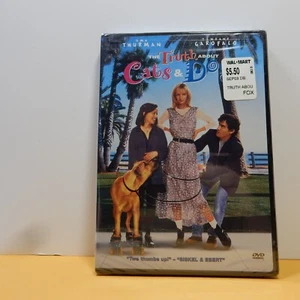 UMA THURMAN
GAROFALO
THE Truth ABOUT
Cats & Do
WAL-MART
$5.50
TRUTH ABOU
FOX
"Two thumbs up!" - "SISKEL & EBERT"
DVD